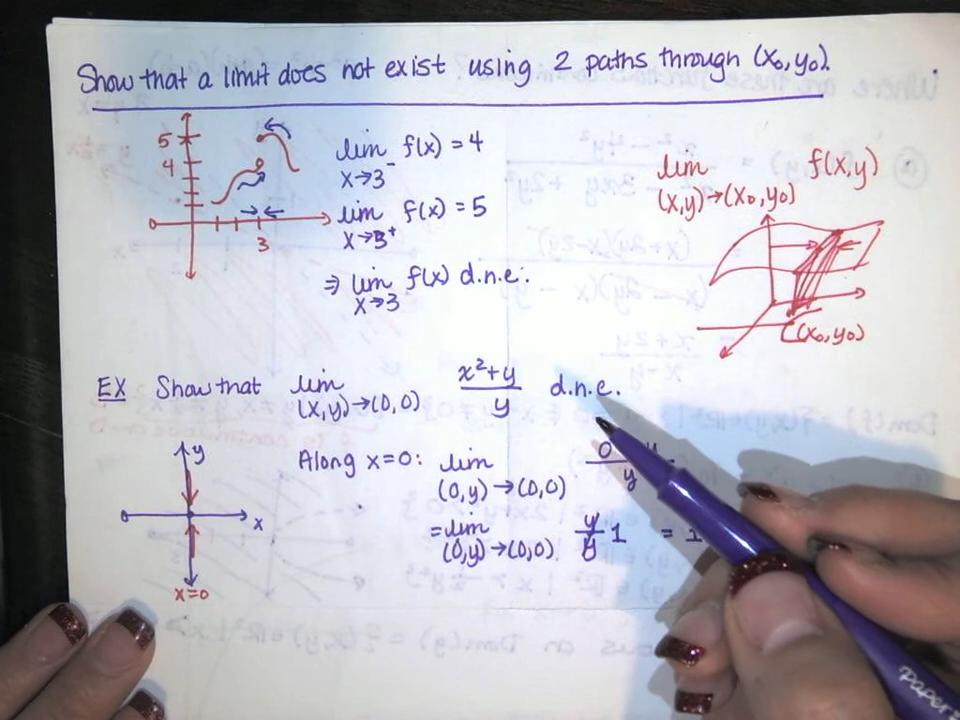 Show that a limit does not exist using 2 paths through (x₀,y₀).
5
4
3
lim f(x) = 4
x→3⁻
lim f(x) = 5
x→3⁺
⇒ lim f(x) d.n.e.
x→3
lim f(x,y)
(x,y)→(x₀,y₀)
(x₀,y₀)
EX Show that lim x²+y / y d.n.e.
(x,y)→(0,0)
y
x
x=0
Along x=0: lim
(0,y)→(0,0)
= lim y/y 1 = 1
(0,y)→(0,0)
paper